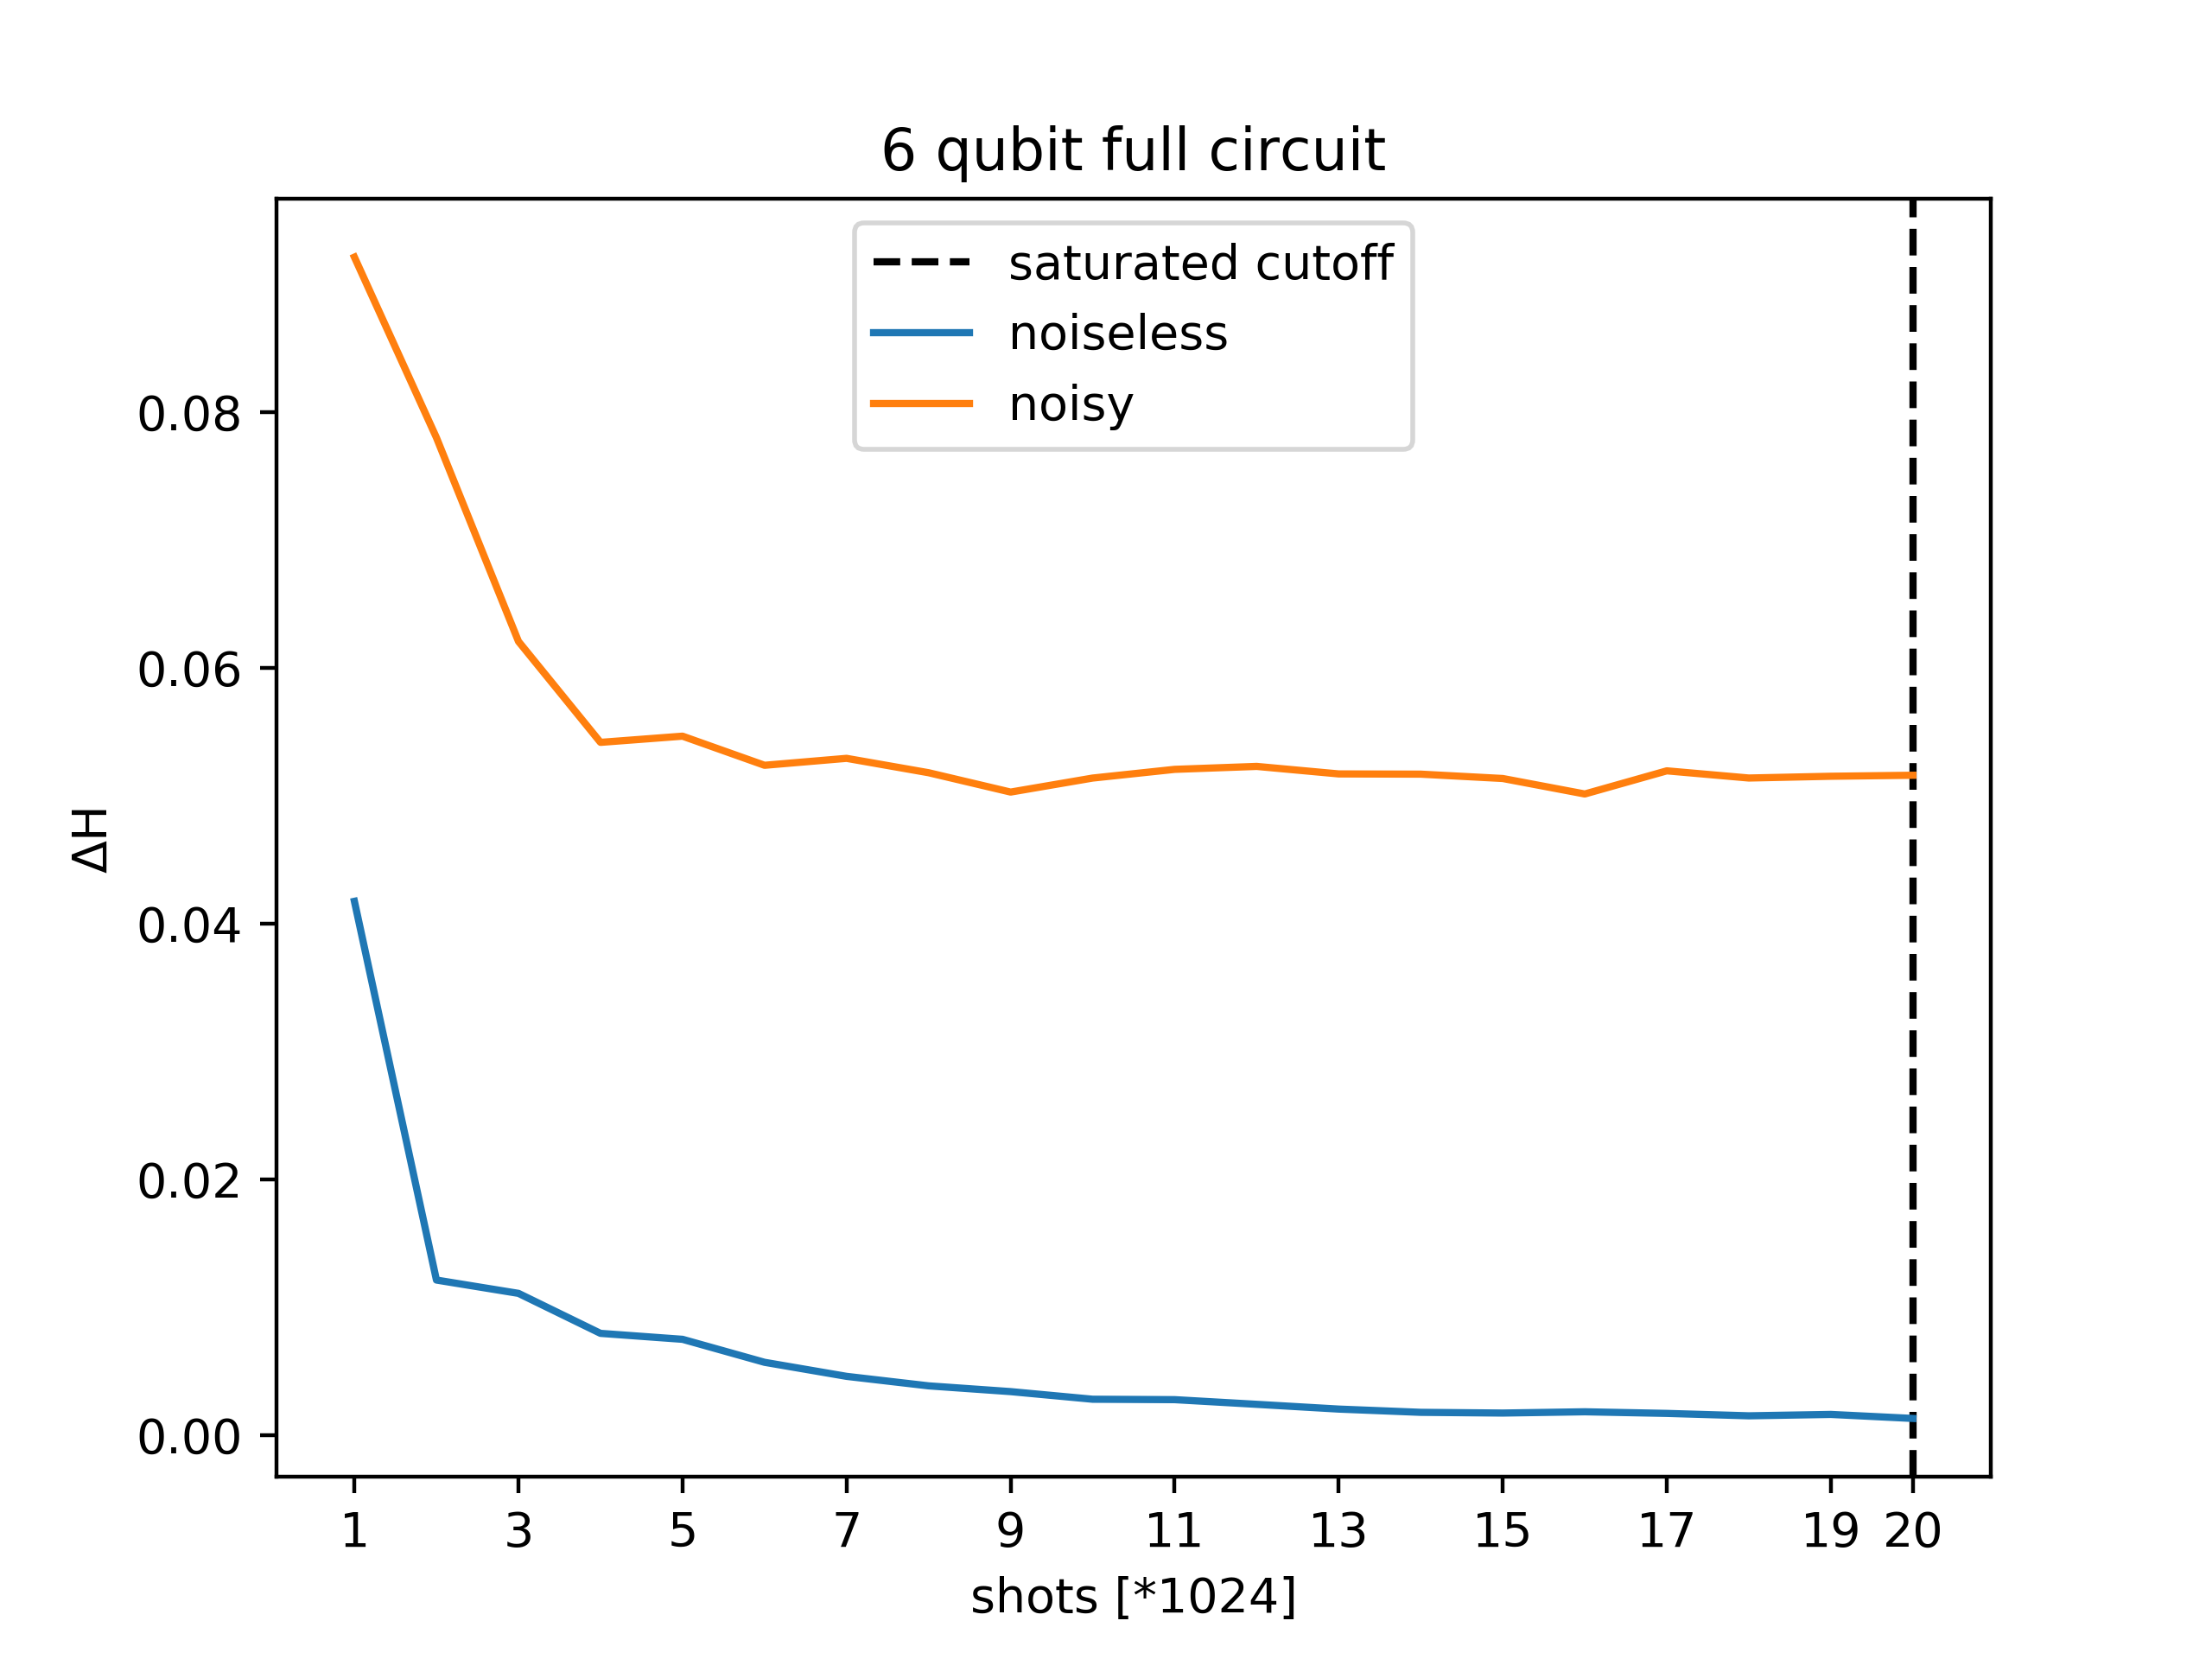 6 qubit full circuit
saturated cutoff
noiseless
noisy
0.08
0.06
0.04
0.02
0.00
ΔH
1 3 5 7 9 11 13 15 17 19 20
shots [*1024]